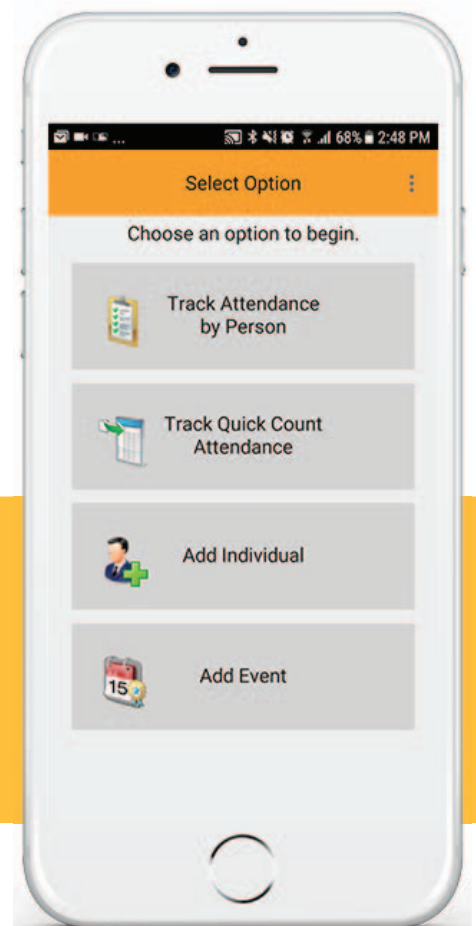 ... 68% 2:48 PM
Select Option
Choose an option to begin.
Track Attendance
by Person
Track Quick Count
Attendance
Add Individual
15
Add Event